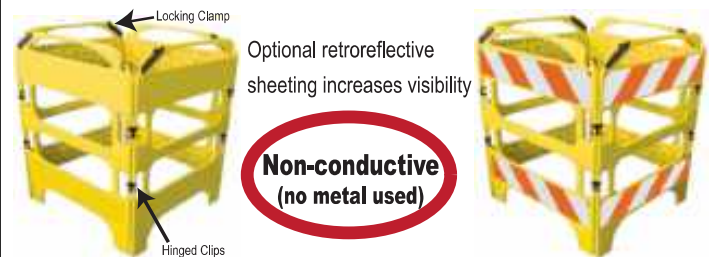 Locking Clamp
Optional retroreflective
sheeting increases visibility
Non-conductive
(no metal used)
Hinged Clips